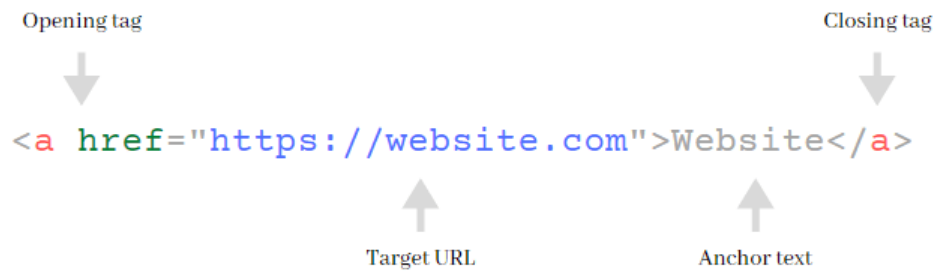 Opening tag Closing tag
<a href="https://website.com">Website</a>
Target URL Anchor text